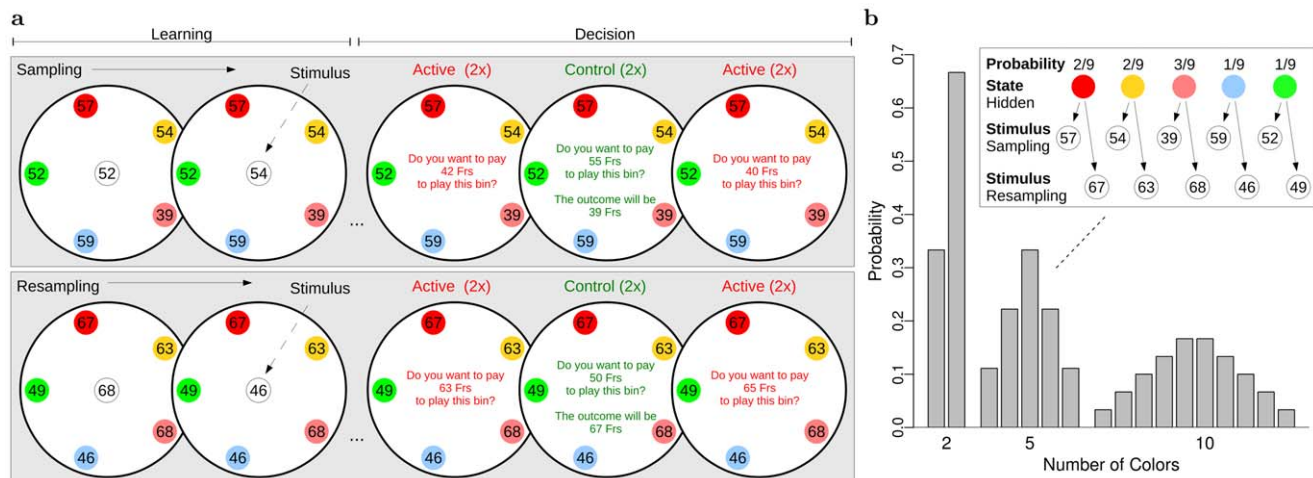 a
Learning
Decision
Sampling
Stimulus
Active (2x)
Control (2x)
Active (2x)
57
54
52
52
39
59
57
54
52
54
39
59
...
57
54
Do you want to pay
42 Frs
to play this bin?
52
39
59
57
54
Do you want to pay
55 Frs
to play this bin?
The outcome will be
39 Frs
52
39
59
57
54
Do you want to pay
40 Frs
to play this bin?
52
39
59
Resampling
Stimulus
Active (2x)
Control (2x)
Active (2x)
67
63
49
68
68
46
67
63
49
46
68
46
...
67
63
Do you want to pay
63 Frs
to play this bin?
49
68
46
67
63
Do you want to pay
50 Frs
to play this bin?
The outcome will be
67 Frs
49
68
46
67
63
Do you want to pay
65 Frs
to play this bin?
49
68
46
b
Probability
0.7
0.6
0.5
0.4
0.3
0.2
0.1
0.0
2 5 10
Number of Colors
Probability 2/9 2/9 3/9 1/9 1/9
State
Hidden
Stimulus
Sampling
57 54 39 59 52
Stimulus
Resampling
67 63 68 46 49